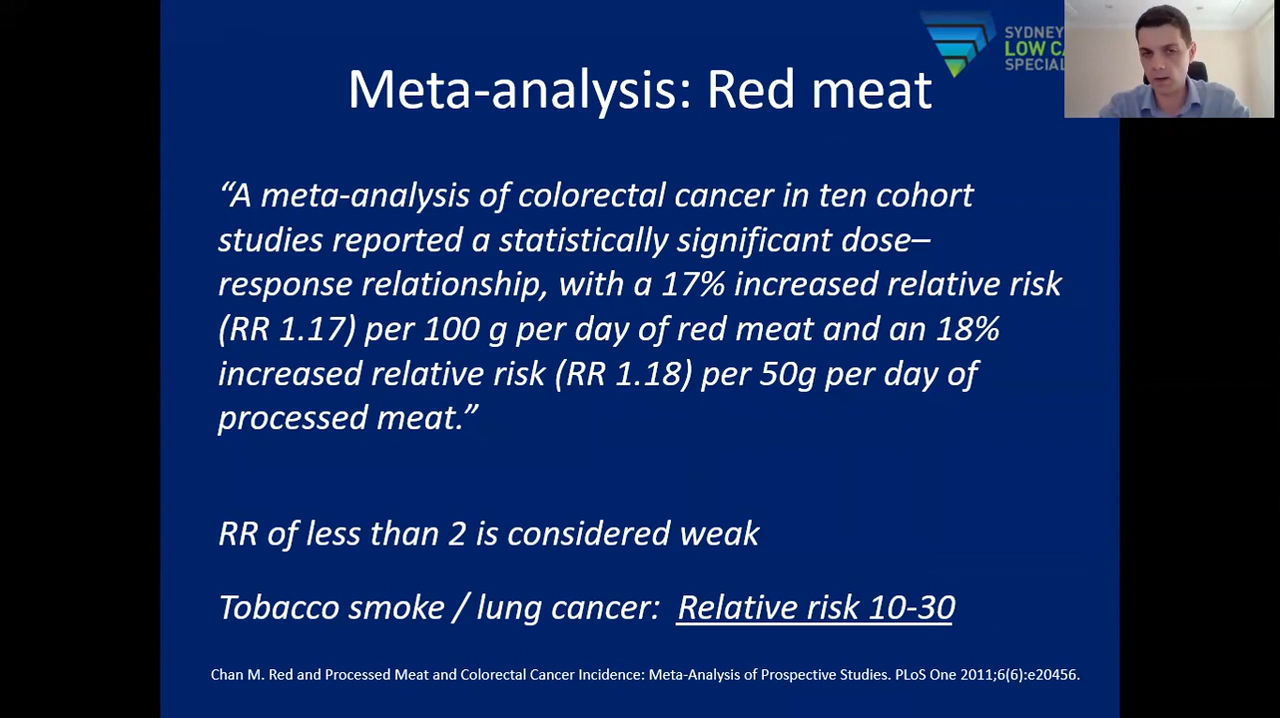 SYDNEY
LOW
SPECIAL
Meta-analysis: Red meat
“A meta-analysis of colorectal cancer in ten cohort
studies reported a statistically significant dose–
response relationship, with a 17% increased relative risk
(RR 1.17) per 100 g per day of red meat and an 18%
increased relative risk (RR 1.18) per 50g per day of
processed meat.”
RR of less than 2 is considered weak
Tobacco smoke / lung cancer: Relative risk 10-30
Chan M. Red and Processed Meat and Colorectal Cancer Incidence: Meta-Analysis of Prospective Studies. PLoS One 2011;6(6):e20456.